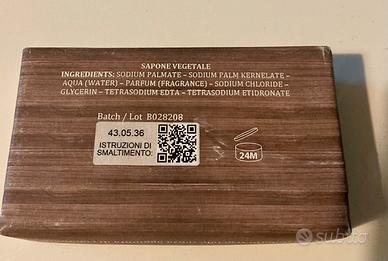 SAPONE VEGETALE
INGREDIENTS: SODIUM PALMATE – SODIUM PALM KERNELATE –
AQUA (WATER) – PARFUM (FRAGRANCE) – SODIUM CHLORIDE –
GLYCERIN – TETRASODIUM EDTA – TETRASODIUM ETIDRONATE
Batch / Lot B028208
43.05.36
ISTRUZIONI DI
SMALTIMENTO:
24M
subito